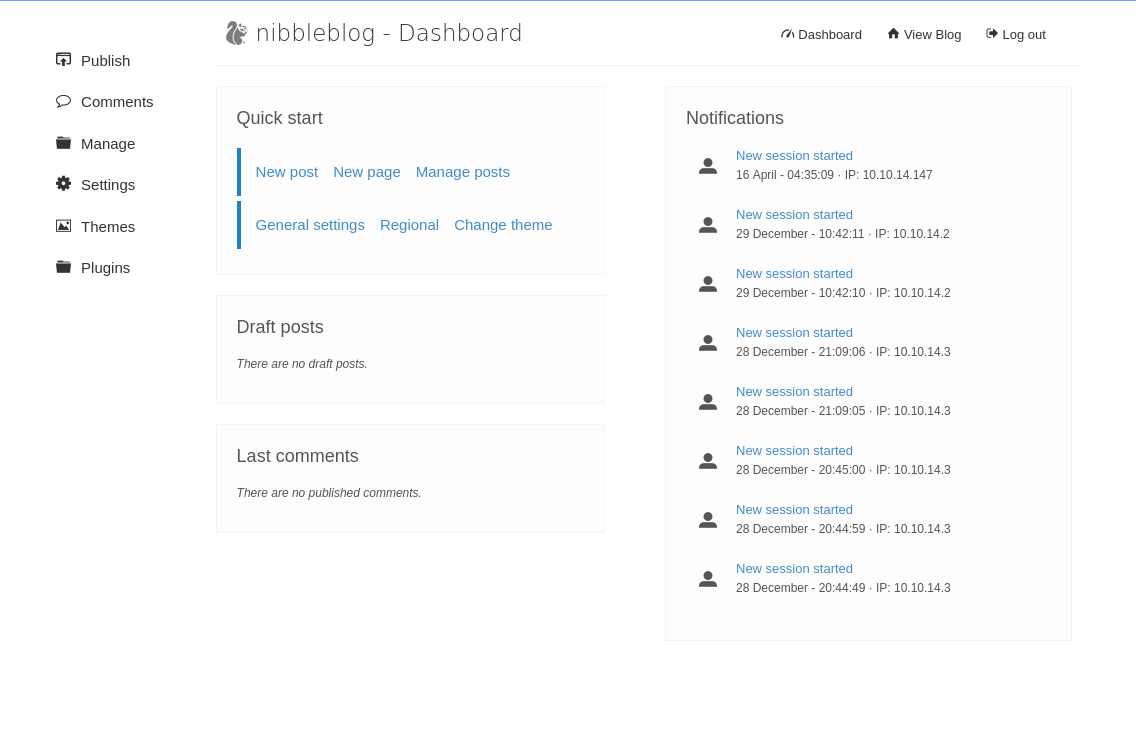 nibbleblog - Dashboard
Dashboard View Blog Log out
Publish
Comments
Manage
Settings
Themes
Plugins
Quick start
New post New page Manage posts
General settings Regional Change theme
Draft posts
There are no draft posts.
Last comments
There are no published comments.
Notifications
New session started
16 April - 04:35:09 · IP: 10.10.14.147
New session started
29 December - 10:42:11 · IP: 10.10.14.2
New session started
29 December - 10:42:10 · IP: 10.10.14.2
New session started
28 December - 21:09:06 · IP: 10.10.14.3
New session started
28 December - 21:09:05 · IP: 10.10.14.3
New session started
28 December - 20:45:00 · IP: 10.10.14.3
New session started
28 December - 20:44:59 · IP: 10.10.14.3
New session started
28 December - 20:44:49 · IP: 10.10.14.3